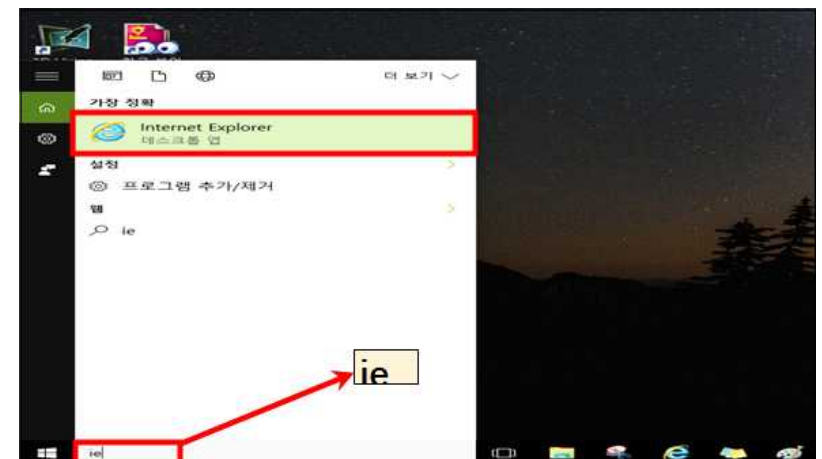 더 보기
가장 정확
Internet Explorer
데스크톱 앱
설정
프로그램 추가/제거
웹
ie
ie
ie